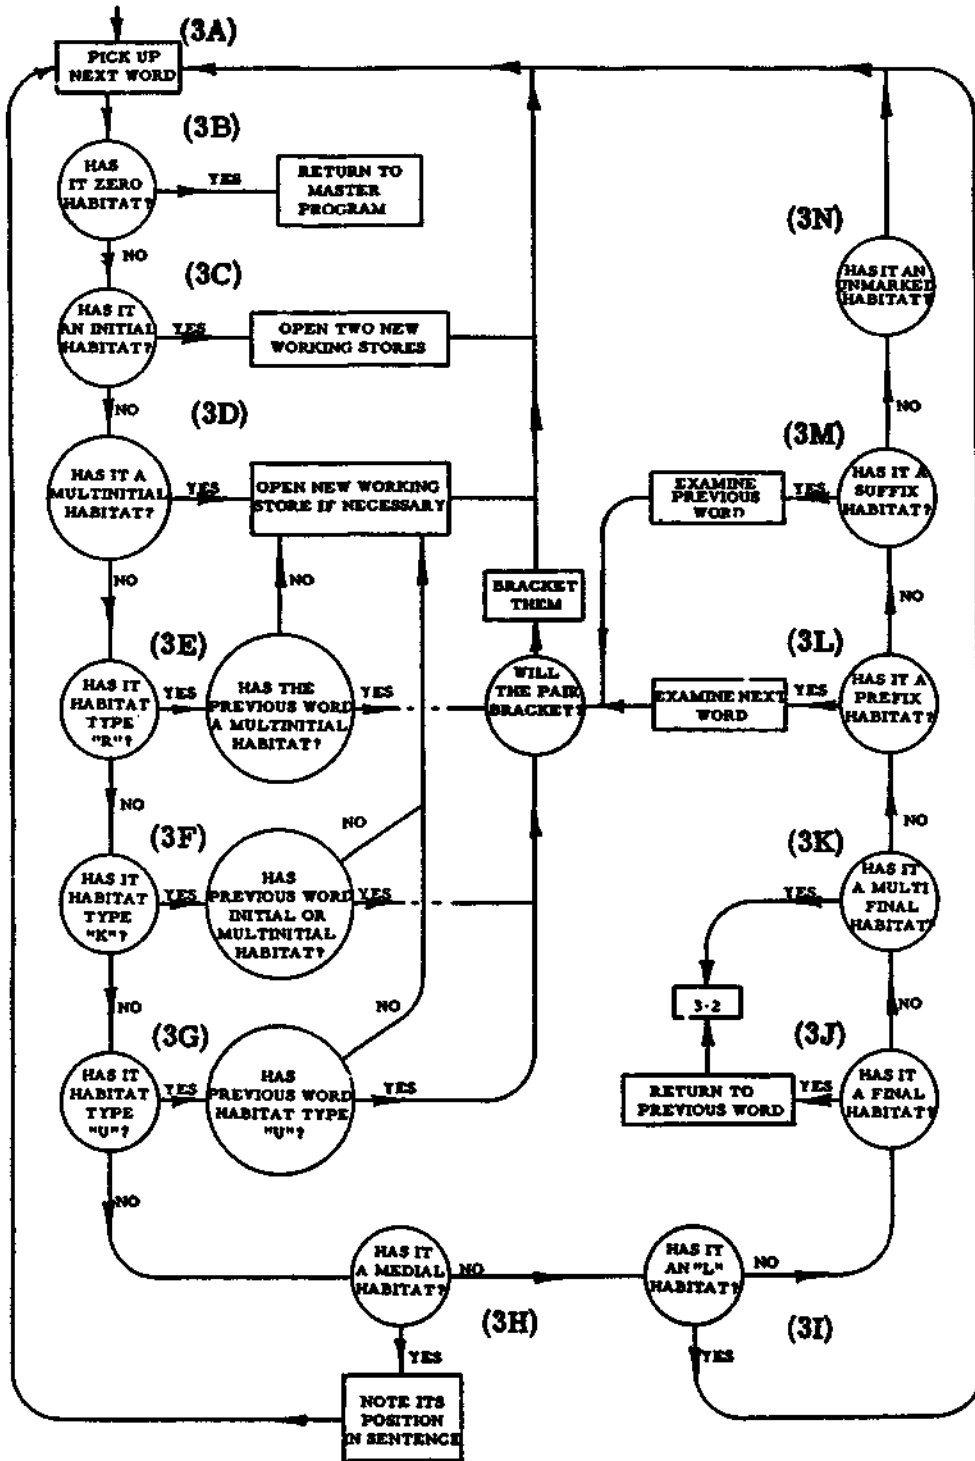 (3A)
PICK UP
NEXT WORD
(3B)
HAS
IT ZERO
HABITAT?
YES
RETURN TO
MASTER
PROGRAM
NO
(3C)
HAS IT
AN INITIAL
HABITAT?
YES
OPEN TWO NEW
WORKING STORES
NO
(3D)
HAS IT A
MULTINITIAL
HABITAT?
YES
OPEN NEW WORKING
STORE IF NECESSARY
NO
NO
(3E)
HAS IT
HABITAT
TYPE
"R"?
YES
HAS THE
PREVIOUS WORD
A MULTINITIAL
HABITAT?
YES
BRACKET
THEM
WILL
THE PAIR
BRACKET?
NO
(3F)
HAS IT
HABITAT
TYPE
"K"?
YES
HAS
PREVIOUS WORD
INITIAL OR
MULTINITIAL
HABITAT?
NO
YES
NO
(3G)
HAS IT
HABITAT
TYPE
"U"?
YES
HAS
PREVIOUS WORD
HABITAT TYPE
"U"?
NO
YES
NO
HAS IT
A MEDIAL
HABITAT?
NO
(3H)
YES
NOTE ITS
POSITION
IN SENTENCE
HAS IT
AN "L"
HABITAT?
NO
(3I)
YES
(3J)
HAS IT
A FINAL
HABITAT?
YES
RETURN TO
PREVIOUS WORD
3·2
NO
(3K)
HAS IT
A MULTI
FINAL
HABITAT?
YES
NO
(3L)
HAS IT A
PREFIX
HABITAT?
YES
EXAMINE NEXT
WORD
NO
(3M)
HAS IT A
SUFFIX
HABITAT?
YES
EXAMINE
PREVIOUS
WORD
NO
(3N)
HAS IT AN
UNMARKED
HABITAT?